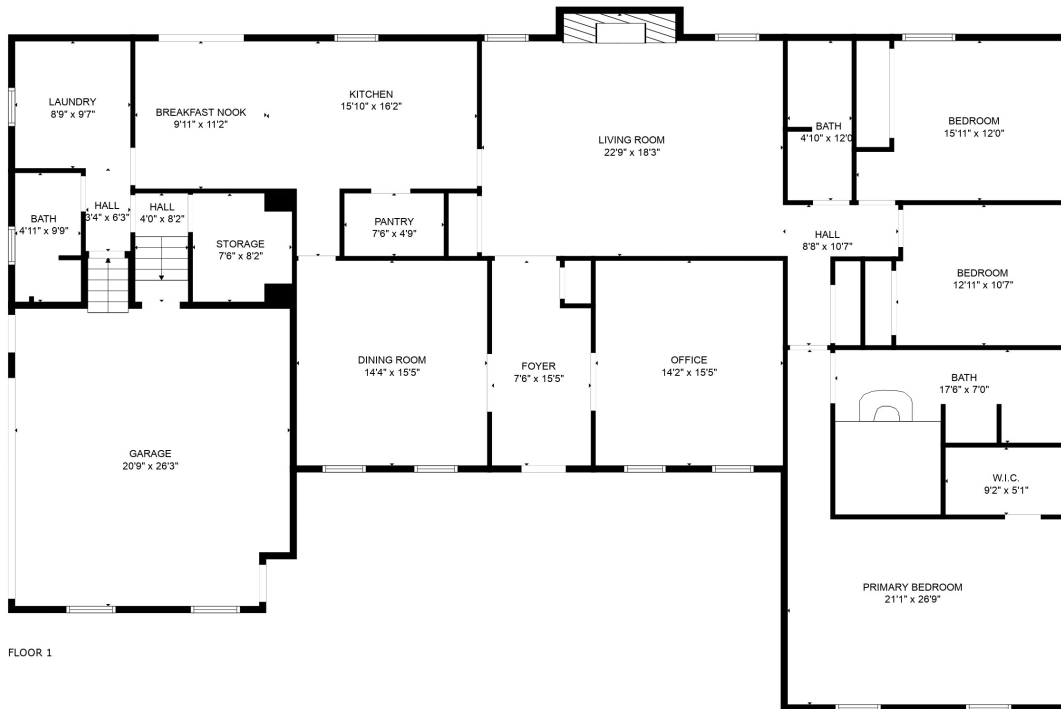 LAUNDRY
8'9" x 9'7"
BREAKFAST NOOK
9'11" x 11'2"
KITCHEN
15'10" x 16'2"
LIVING ROOM
22'9" x 18'3"
BATH
4'10" x 12'0
BEDROOM
15'11" x 12'0"
HALL
3'4" x 6'3"
HALL
4'0" x 8'2"
BATH
4'11" x 9'9"
STORAGE
7'6" x 8'2"
PANTRY
7'6" x 4'9"
HALL
8'8" x 10'7"
BEDROOM
12'11" x 10'7"
DINING ROOM
14'4" x 15'5"
FOYER
7'6" x 15'5"
OFFICE
14'2" x 15'5"
BATH
17'6" x 7'0"
GARAGE
20'9" x 26'3"
W.I.C.
9'2" x 5'1"
PRIMARY BEDROOM
21'1" x 26'9"
FLOOR 1